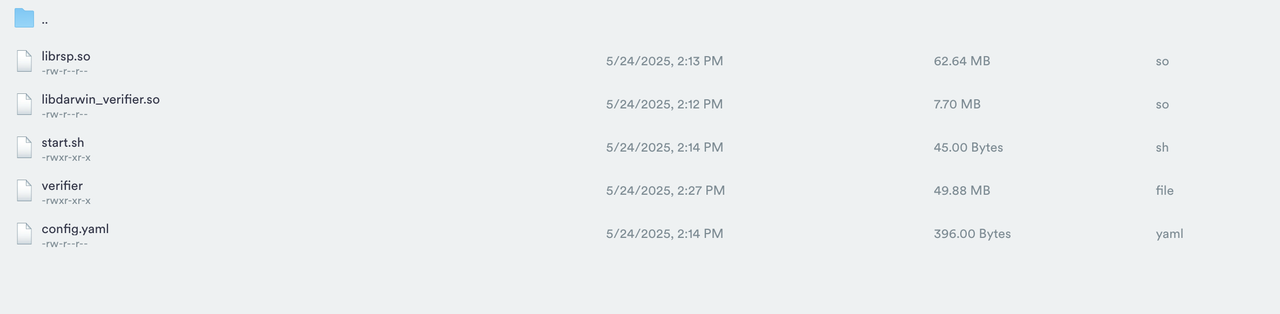 ..
librsp.so
-rw-r--r--
5/24/2025, 2:13 PM
62.64 MB
so
libdarwin_verifier.so
-rw-r--r--
5/24/2025, 2:12 PM
7.70 MB
so
start.sh
-rwxr-xr-x
5/24/2025, 2:14 PM
45.00 Bytes
sh
verifier
-rwxr-xr-x
5/24/2025, 2:27 PM
49.88 MB
file
config.yaml
-rw-r--r--
5/24/2025, 2:14 PM
396.00 Bytes
yaml